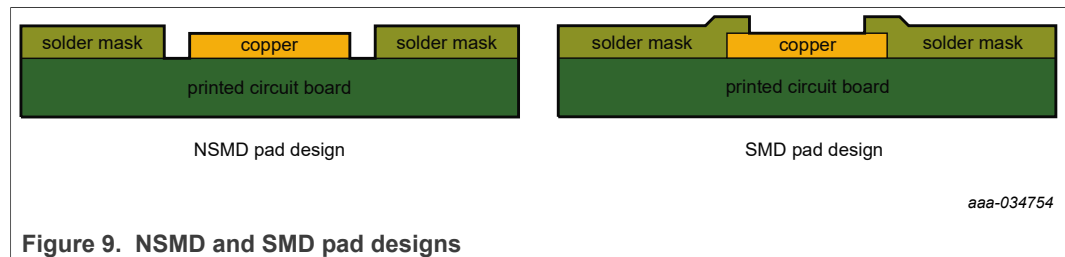 solder mask copper solder mask
printed circuit board
NSMD pad design
solder mask copper solder mask
printed circuit board
SMD pad design
aaa-034754
Figure 9. NSMD and SMD pad designs